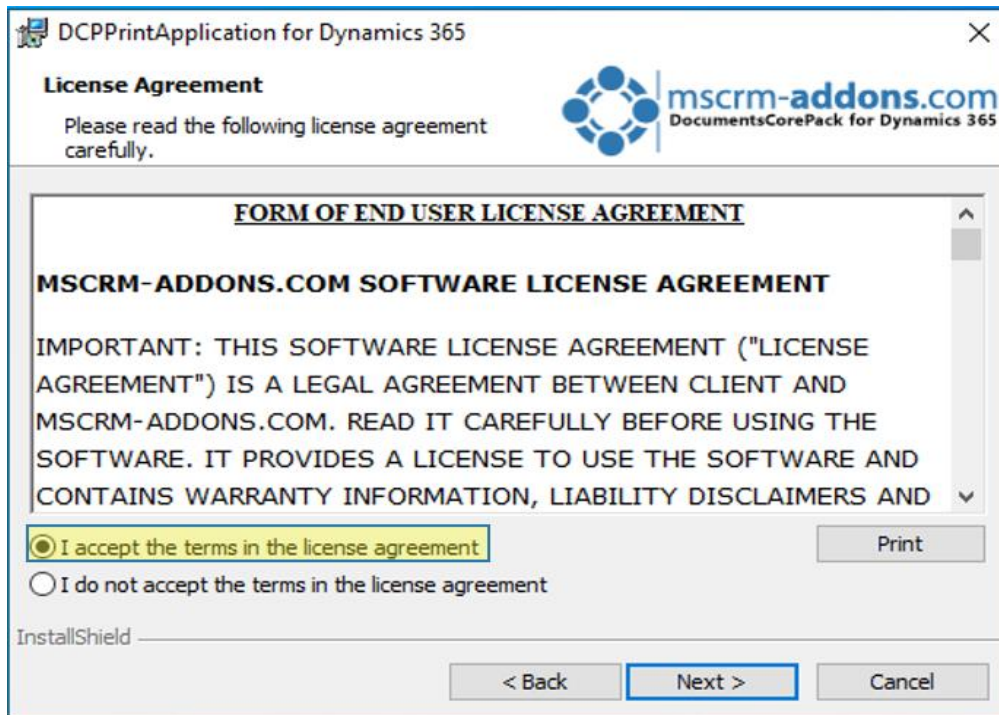 DCPPrintApplication for Dynamics 365
License Agreement
Please read the following license agreement
carefully.
mscrm-addons.com
DocumentsCorePack for Dynamics 365
FORM OF END USER LICENSE AGREEMENT
MSCRM-ADDONS.COM SOFTWARE LICENSE AGREEMENT
IMPORTANT: THIS SOFTWARE LICENSE AGREEMENT ("LICENSE
AGREEMENT") IS A LEGAL AGREEMENT BETWEEN CLIENT AND
MSCRM-ADDONS.COM. READ IT CAREFULLY BEFORE USING THE
SOFTWARE. IT PROVIDES A LICENSE TO USE THE SOFTWARE AND
CONTAINS WARRANTY INFORMATION, LIABILITY DISCLAIMERS AND
I accept the terms in the license agreement
Print
I do not accept the terms in the license agreement
InstallShield
< Back
Next >
Cancel